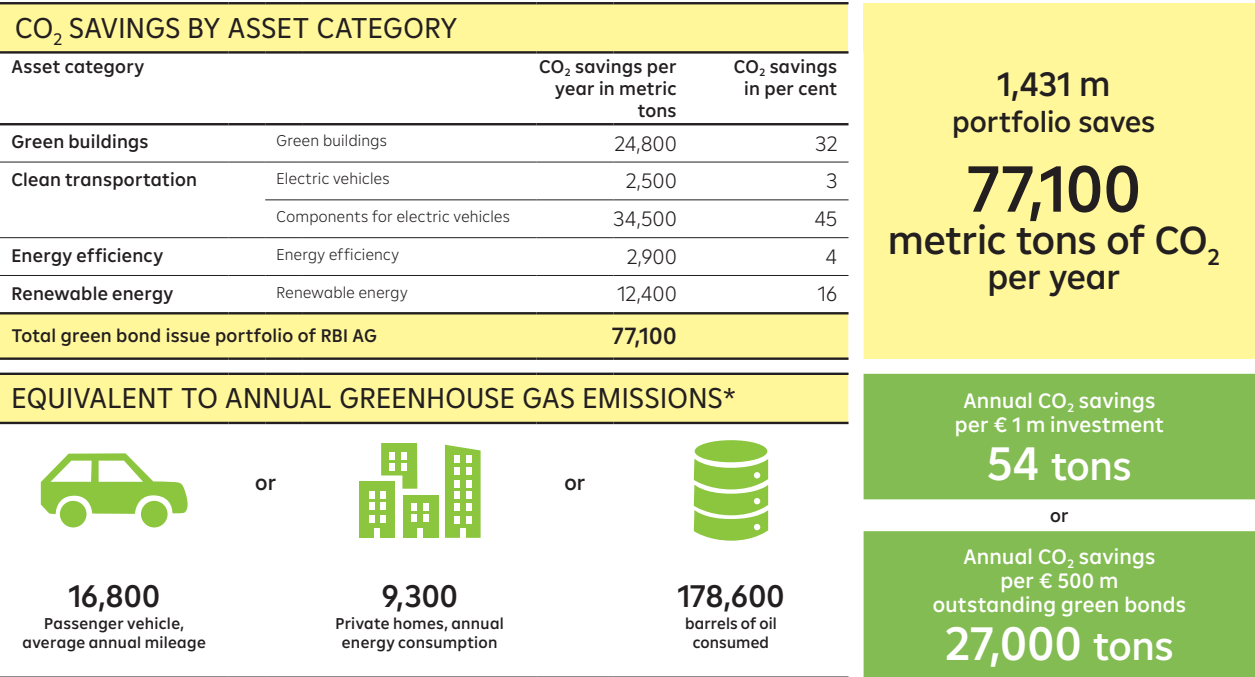 CO₂ SAVINGS BY ASSET CATEGORY
Asset category
CO₂ savings per
year in metric
tons
CO₂ savings
in per cent
Green buildings Green buildings 24,800 32
Clean transportation Electric vehicles 2,500 3
Components for electric vehicles 34,500 45
Energy efficiency Energy efficiency 2,900 4
Renewable energy Renewable energy 12,400 16
Total green bond issue portfolio of RBI AG 77,100
1,431 m
portfolio saves
77,100
metric tons of CO₂
per year
EQUIVALENT TO ANNUAL GREENHOUSE GAS EMISSIONS*
or
or
16,800
Passenger vehicle,
average annual mileage
9,300
Private homes, annual
energy consumption
178,600
barrels of oil
consumed
Annual CO₂ savings
per € 1 m investment
54 tons
or
Annual CO₂ savings
per € 500 m
outstanding green bonds
27,000 tons